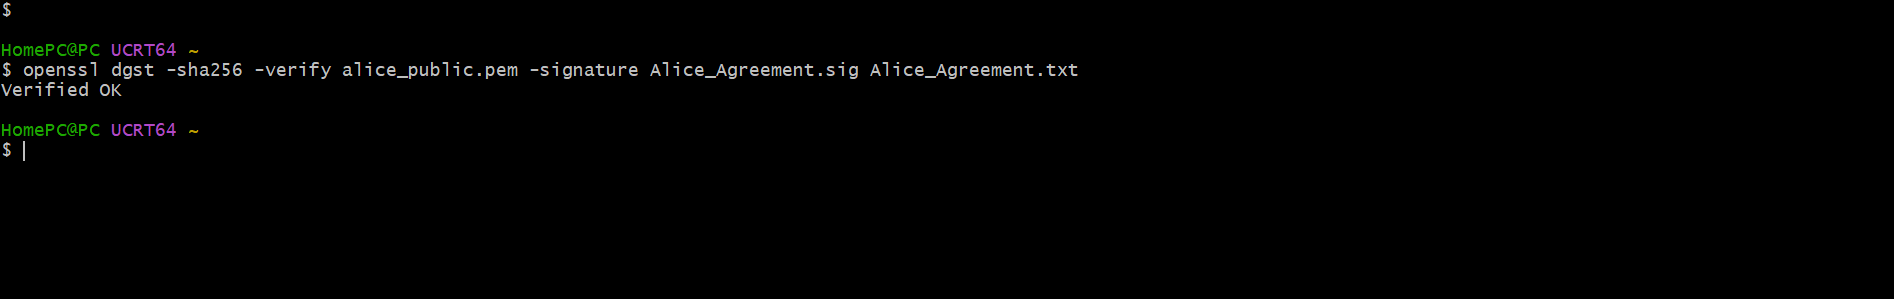 $
HomePC@PC UCRT64 ~
$ openssl dgst -sha256 -verify alice_public.pem -signature Alice_Agreement.sig Alice_Agreement.txt
Verified OK
HomePC@PC UCRT64 ~
$